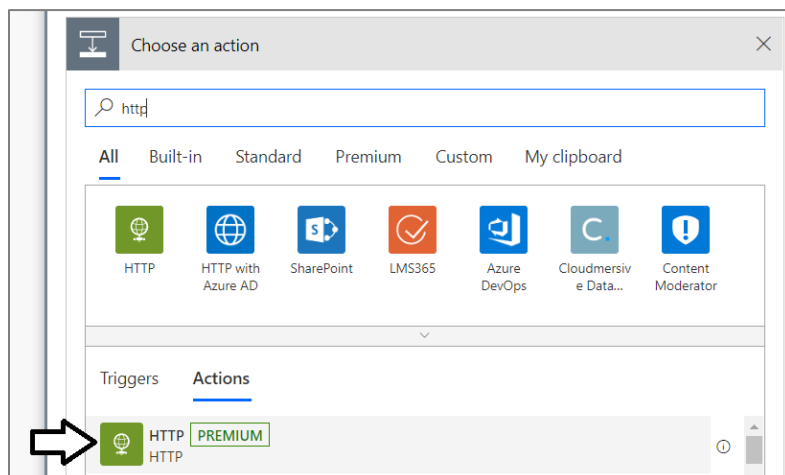 Choose an action
http
All Built-in Standard Premium Custom My clipboard
HTTP
HTTP with
Azure AD
SharePoint
LMS365
Azure
DevOps
Cloudmersiv
e Data...
Content
Moderator
Triggers Actions
HTTP PREMIUM
HTTP